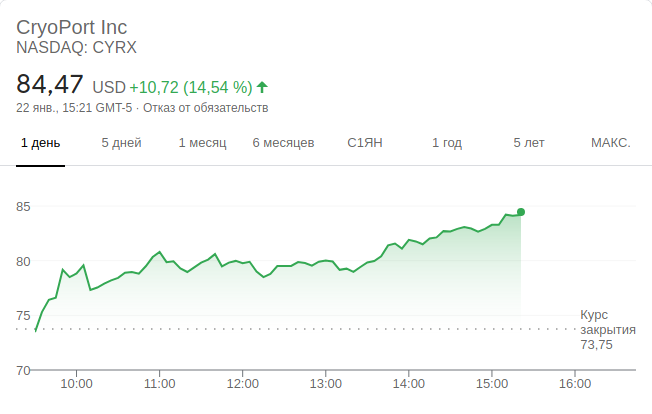 CryoPort Inc
NASDAQ: CYRX
84,47 USD +10,72 (14,54 %)
22 янв., 15:21 GMT-5 · Отказ от обязательств
1 день 5 дней 1 месяц 6 месяцев С1ЯН 1 год 5 лет МАКС.
85
80
75
Курс
закрытия
73,75
70
10:00 11:00 12:00 13:00 14:00 15:00 16:00